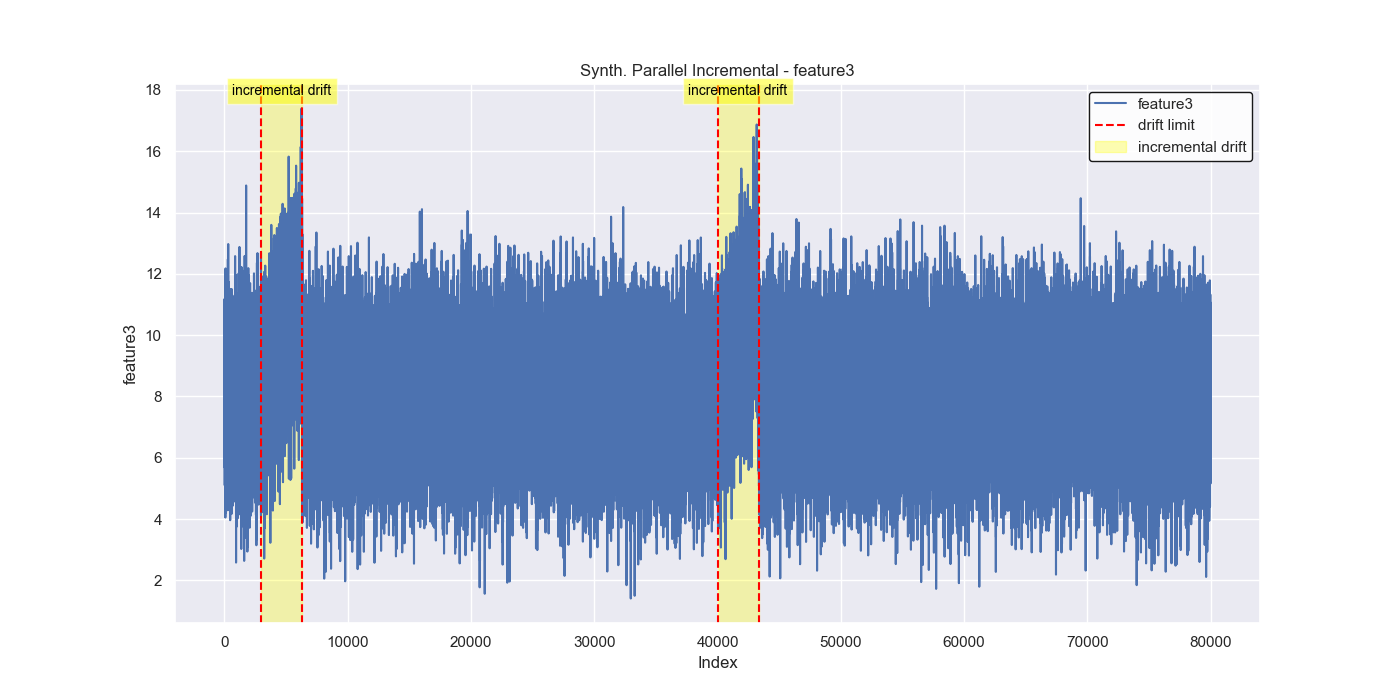 Synth. Parallel Incremental - feature3
incremental drift
incremental drift
feature3
drift limit
incremental drift
18
16
14
12
10
8
6
4
2
feature3
0
10000
20000
30000
40000
50000
60000
70000
80000
Index